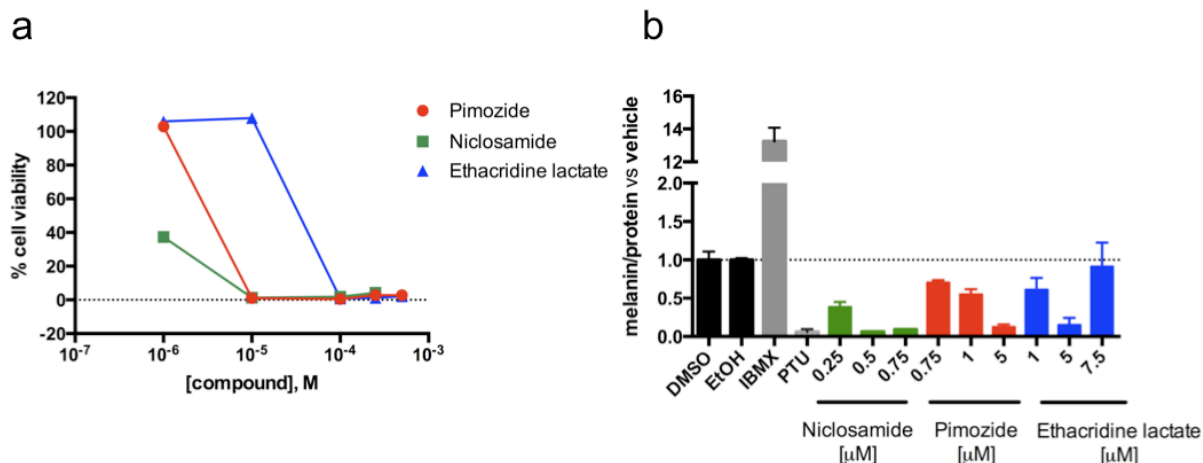 a
% cell viability
120
100
80
60
40
20
0
-20
10-7
10-6
10-5
10-4
10-3
[compound], M
Pimozide
Niclosamide
Ethacridine lactate
b
melanin/protein vs vehicle
16
14
12
2.0
1.5
1.0
0.5
0.0
DMSO
EtOH
IBMX
PTU
0.25
0.5
0.75
0.75
1
5
1
5
7.5
Niclosamide
[µM]
Pimozide
[µM]
Ethacridine lactate
[µM]